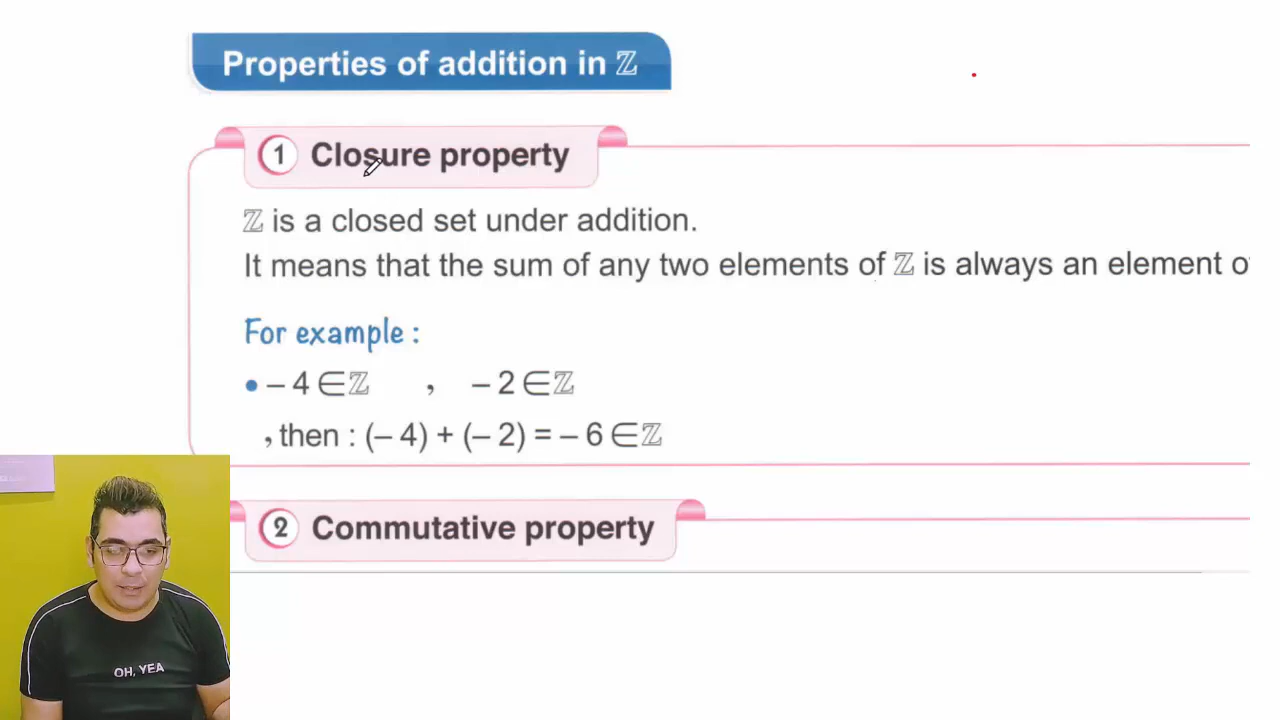 Properties of addition in ℤ
1 Closure property
ℤ is a closed set under addition.
It means that the sum of any two elements of ℤ is always an element o
For example :
• – 4 ∈ ℤ , – 2 ∈ ℤ
, then : (– 4) + (– 2) = – 6 ∈ ℤ
2 Commutative property
OH, YEA